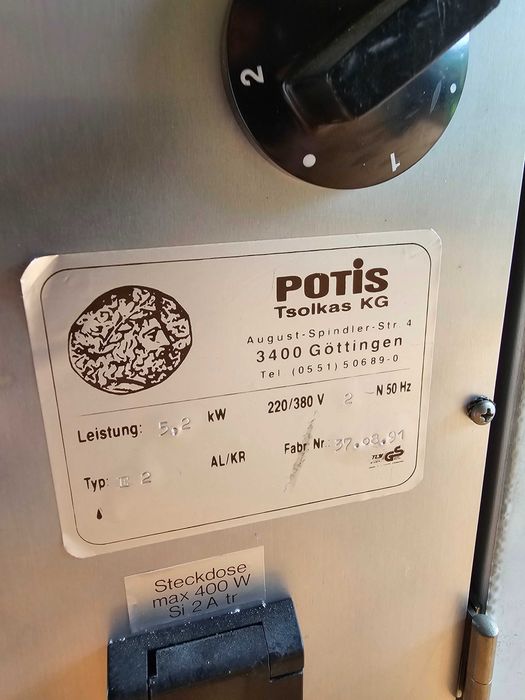 2
1
POTIS
Tsolkas KG
August-Spindler-Str. 4
3400 Göttingen
Tel (0551) 50689-0
Leistung: 5,2 kW 220/380 V 2 ~ N 50 Hz
Typ: E 2 AL/KR Fabr. Nr.: 37.08.91
GS
Steckdose
max 400 W
Si 2 A tr